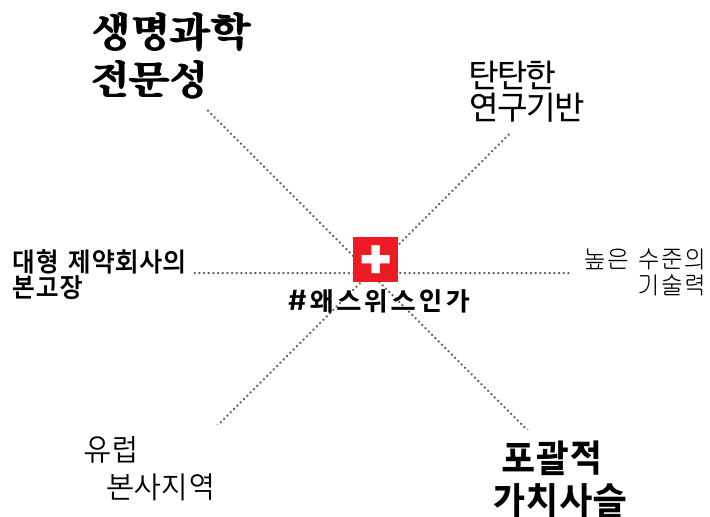 생명과학
전문성
탄탄한
연구기반
대형 제약회사의
본고장
높은 수준의
기술력
#왜스위스인가
유럽
본사지역
포괄적
가치사슬